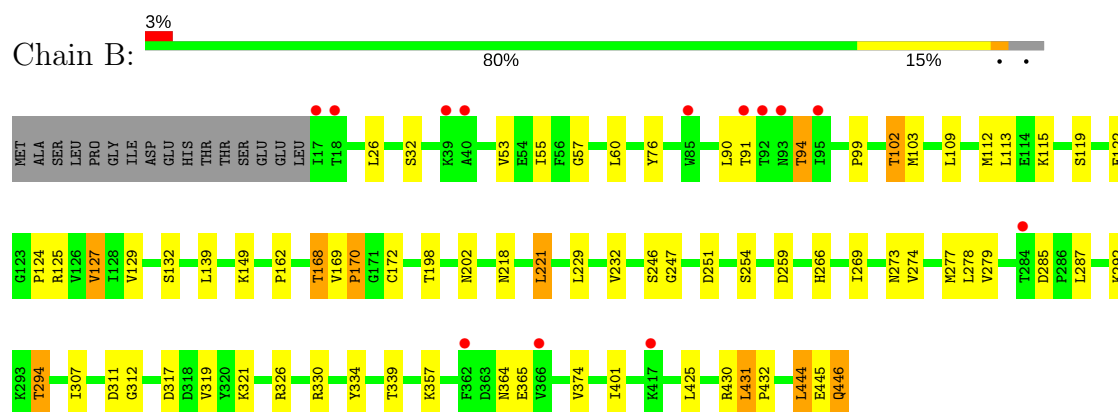 3%
Chain B:
80% 15% • •
MET ALA SER LEU PRO GLY ILE ASP GLU HIS THR THR SER GLU GLU LEU I17 T18 L26 S32 K39 A40 V53 E54 I55 F56 G57 L60 Y76 W85 L90 T91 T92 N93 T94 I95 P99 T102 M103 L109 M112 L113 E114 K115 S119
G123 P124 R125 V126 V127 I128 V129 S132 L139 K149 P162 T168 V169 P170 G171 C172 T198 N202 N218 L221 L229 V232 S246 G247 D251 S254 D259 H266 I269 N273 V274 M277 L278 V279 T284 D285 P286 L287
K293 T294 I307 D311 G312 D317 D318 V319 Y320 K321 R326 R330 Y334 T339 K357 F362 D363 N364 E365 V366 V374 I401 K417 L425 R430 L431 P432 L444 E445 Q446